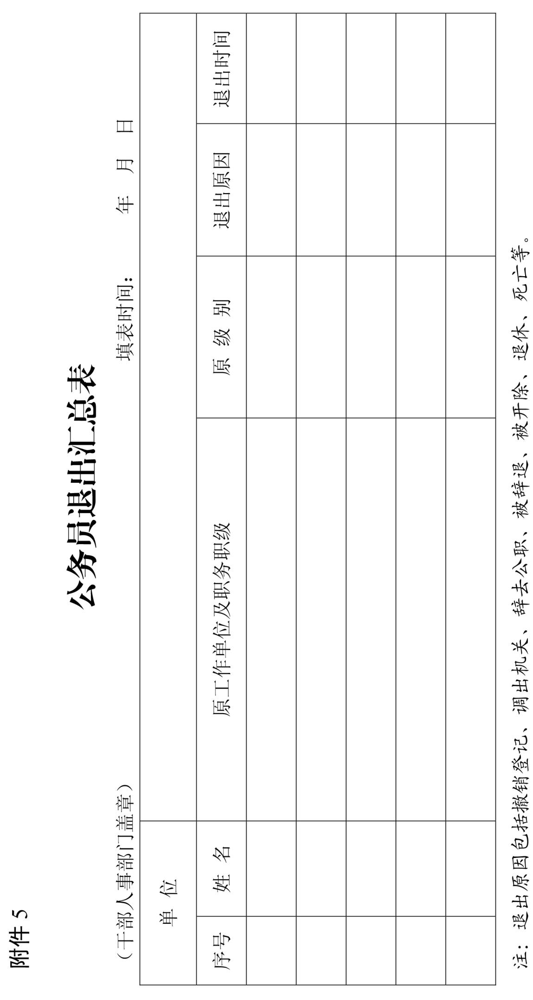 附件 5
公务员退出汇总表
（干部人事部门盖章） 填表时间： 年 月 日
单 位
序号 姓 名 原工作单位及职务职级 原 级 别 退出原因 退出时间
注：退出原因包括撤销登记、调出机关、辞去公职、被辞退、被开除、退休、死亡等。